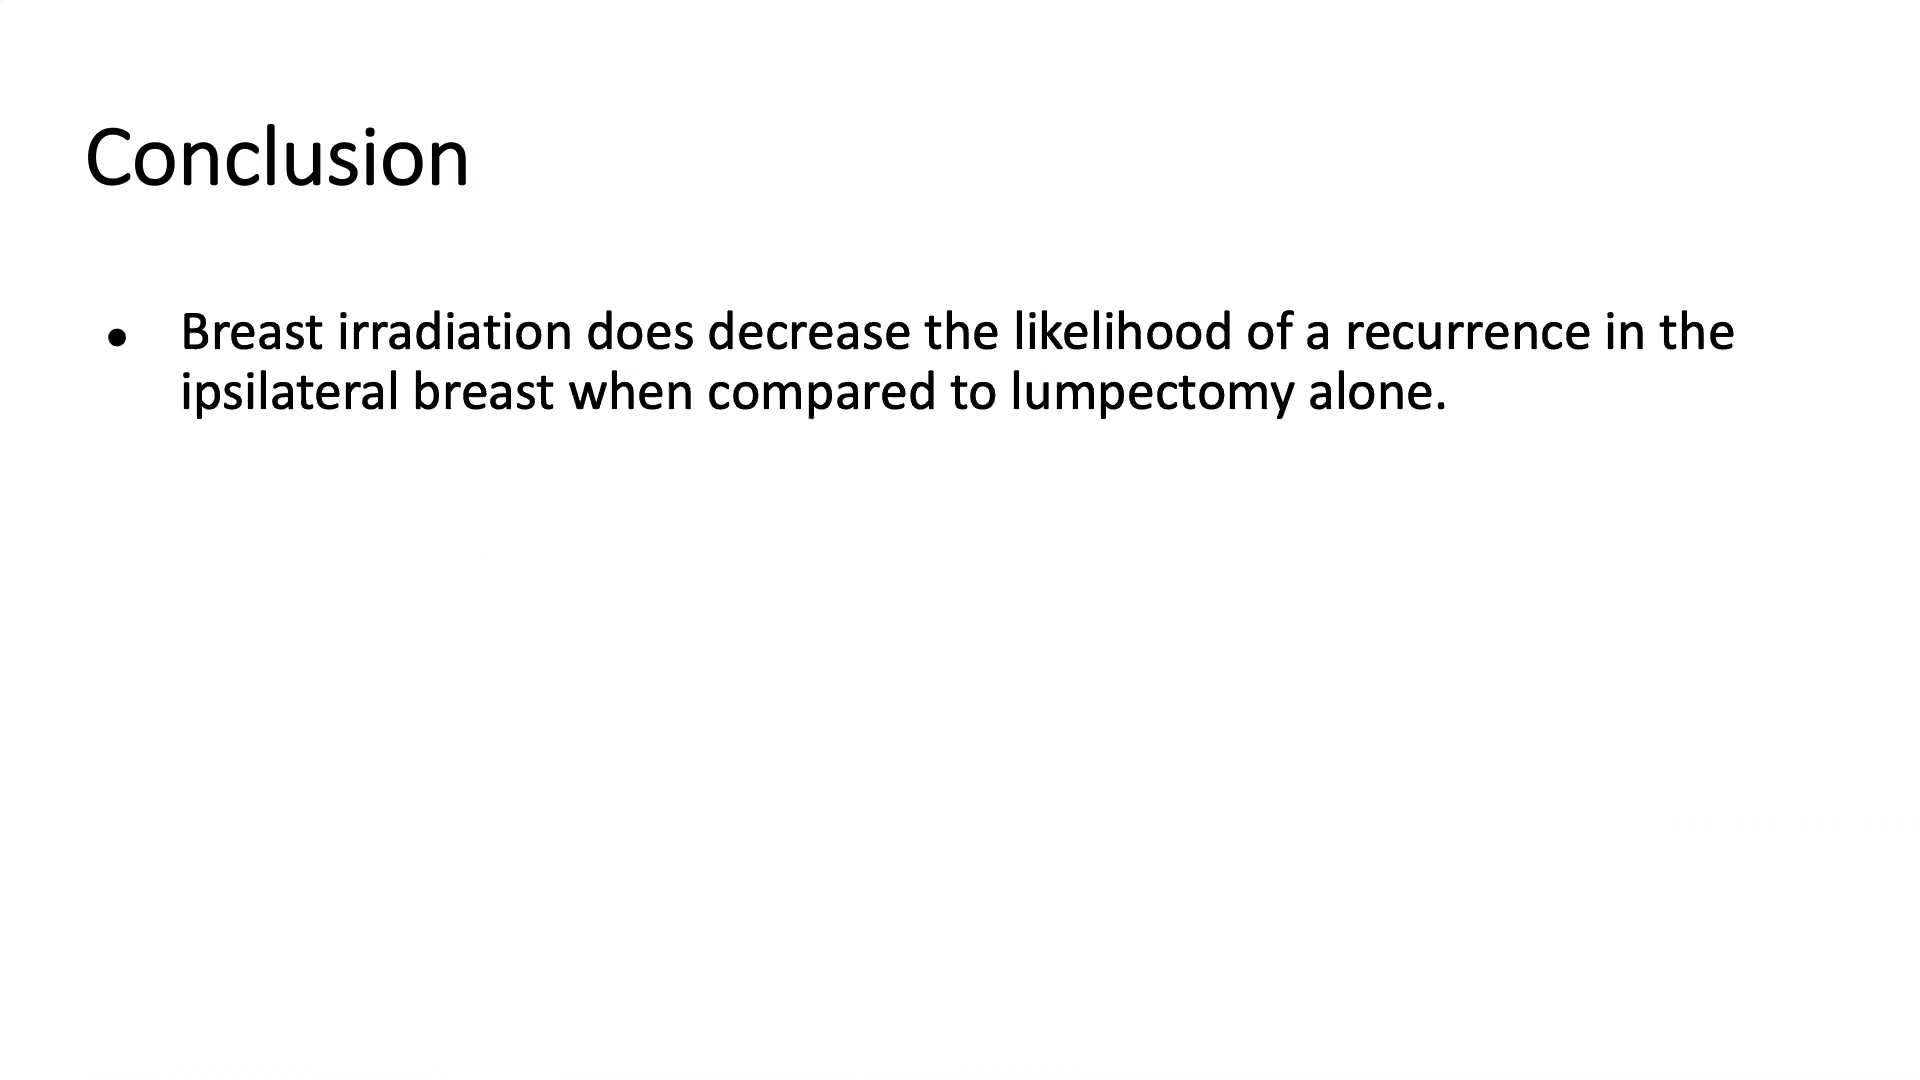 Conclusion
● Breast irradiation does decrease the likelihood of a recurrence in the
ipsilateral breast when compared to lumpectomy alone.